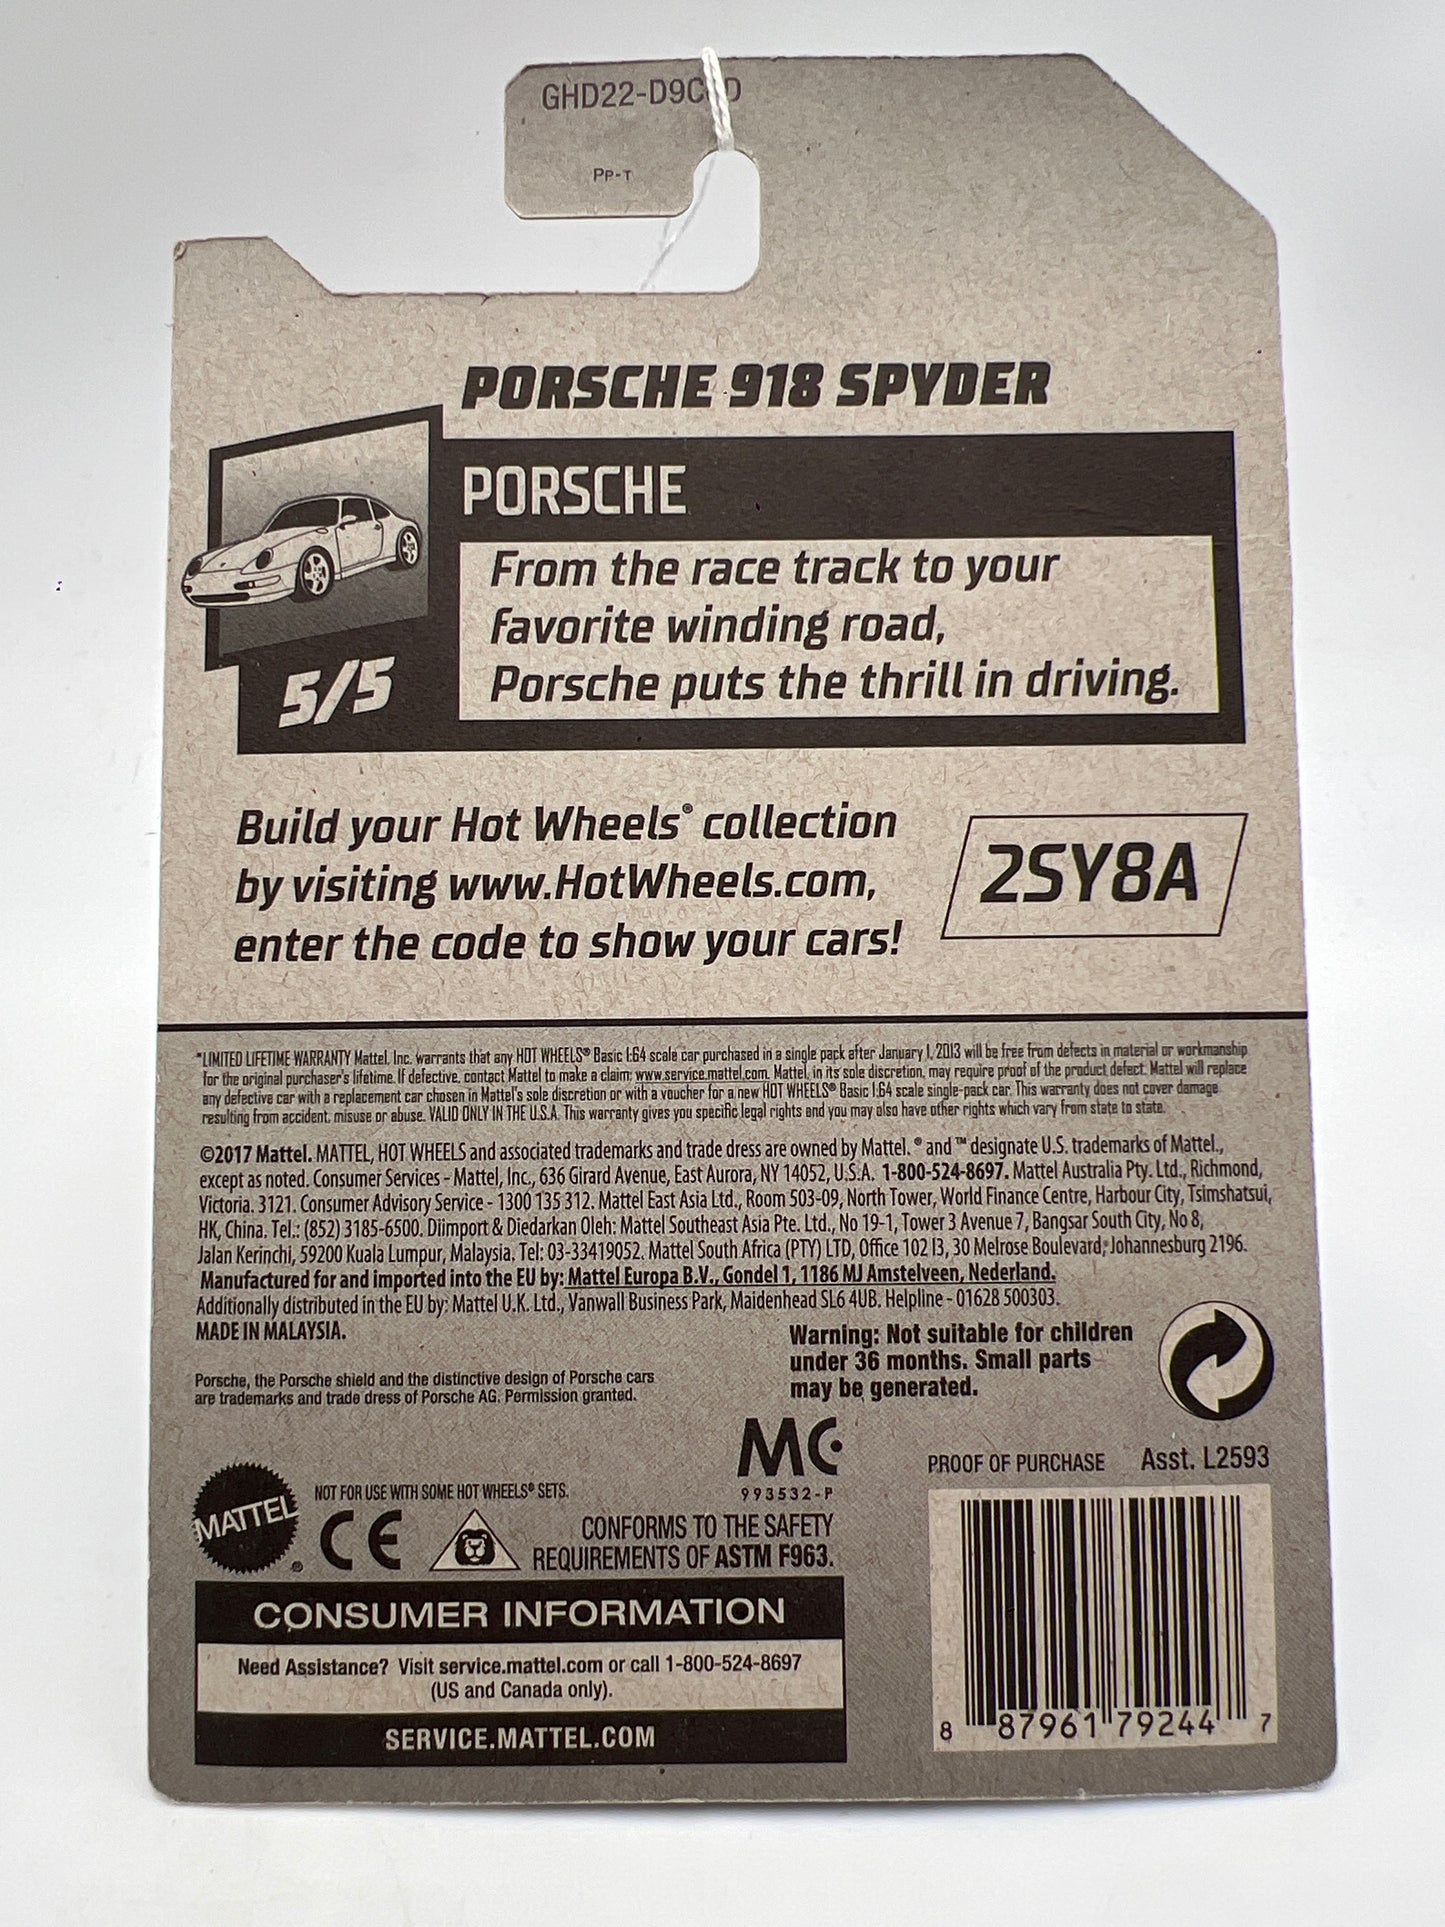 PP-T
PORSCHE 918 SPYDER
PORSCHE
From the race track to your
favorite winding road,
Porsche puts the thrill in driving.
5/5
Build your Hot Wheels® collection
by visiting www.HotWheels.com,
enter the code to show your cars!
2SY8A
*LIMITED LIFETIME WARRANTY Mattel, Inc. warrants that any HOT WHEELS® Basic 1:64 scale car purchased in a single pack after January 1, 2013 will be free from defects in material or workmanship
for the original purchaser's lifetime. If defective, contact Mattel to make a claim; www.service.mattel.com. Mattel, in its sole discretion, may require proof of the product defect. Mattel will replace
any defective car with a replacement car chosen in Mattel's sole discretion or with a voucher for a new HOT WHEELS® Basic 1:64 scale single-pack car. This warranty does not cover damage
resulting from accident, misuse or abuse. VALID ONLY IN THE U.S.A. This warranty gives you specific legal rights and you may also have other rights which vary from state to state.
©2017 Mattel. MATTEL, HOT WHEELS and associated trademarks and trade dress are owned by Mattel. ® and ™ designate U.S. trademarks of Mattel.,
except as noted. Consumer Services - Mattel, Inc., 636 Girard Avenue, East Aurora, NY 14052, U.S.A. 1-800-524-8697. Mattel Australia Pty. Ltd., Richmond,
Victoria. 3121. Consumer Advisory Service - 1300 135 312. Mattel East Asia Ltd., Room 503-09, North Tower, World Finance Centre, Harbour City, Tsimshatsui,
HK, China. Tel.: (852) 3185-6500. Diimport & Diedarkan Oleh: Mattel Southeast Asia Pte. Ltd., No 19-1, Tower 3 Avenue 7, Bangsar South City, No 8,
Jalan Kerinchi, 59200 Kuala Lumpur, Malaysia. Tel: 03-33419052. Mattel South Africa (PTY) LTD, Office 102 I3, 30 Melrose Boulevard, Johannesburg 2196.
Manufactured for and imported into the EU by: Mattel Europa B.V., Gondel 1, 1186 MJ Amstelveen, Nederland.
Additionally distributed in the EU by: Mattel U.K. Ltd., Vanwall Business Park, Maidenhead SL6 4UB. Helpline - 01628 500303.
MADE IN MALAYSIA.
Warning: Not suitable for children
under 36 months. Small parts
may be generated.
Porsche, the Porsche shield and the distinctive design of Porsche cars
are trademarks and trade dress of Porsche AG. Permission granted.
MC
993532-P
PROOF OF PURCHASE Asst. L2593
MATTEL®
NOT FOR USE WITH SOME HOT WHEELS® SETS.
CE
CONFORMS TO THE SAFETY
REQUIREMENTS OF ASTM F963.
CONSUMER INFORMATION
Need Assistance? Visit service.mattel.com or call 1-800-524-8697
(US and Canada only).
SERVICE.MATTEL.COM
8 87961 79244 7